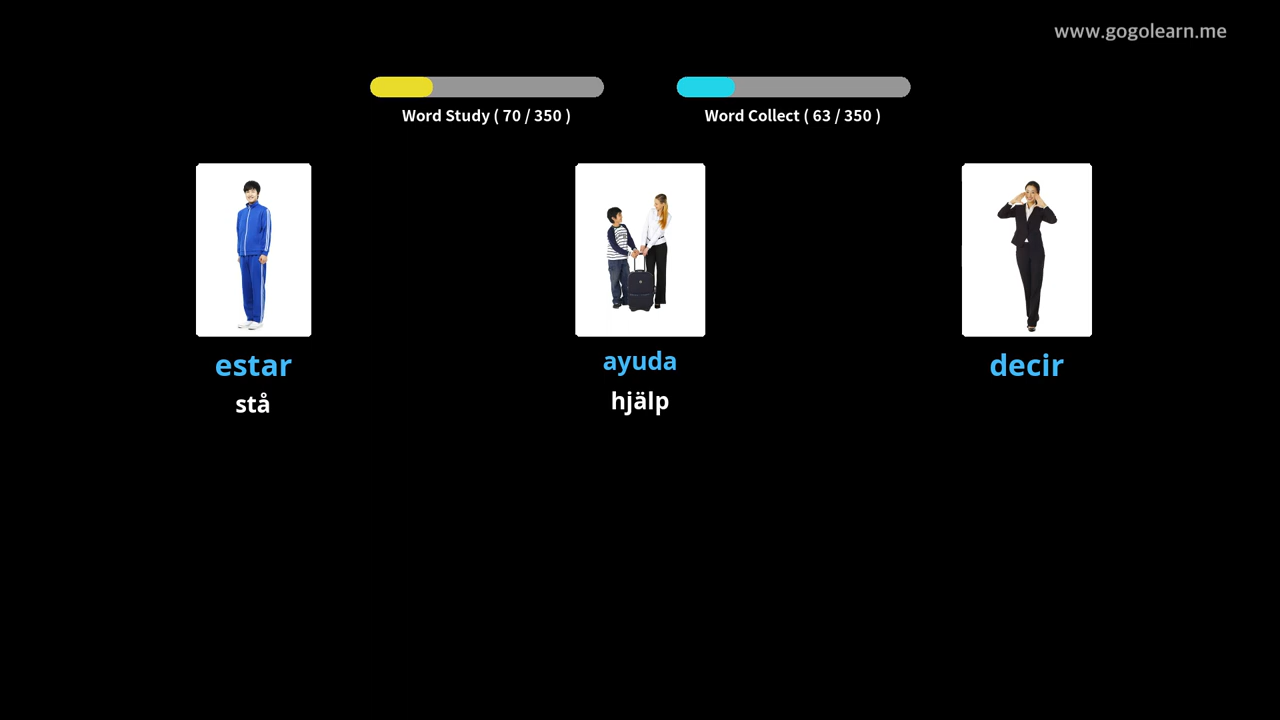 www.gogolearn.me
Word Study ( 70 / 350 )
Word Collect ( 63 / 350 )
estar
stå
ayuda
hjälp
decir